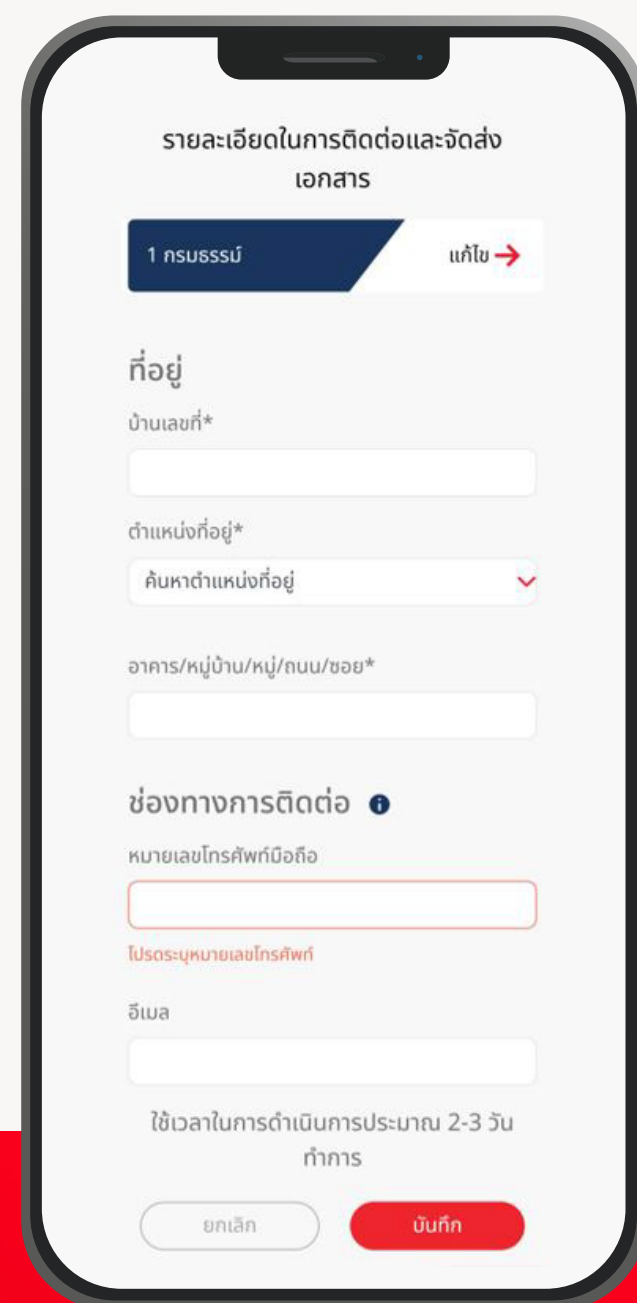 รายละเอียดในการติดต่อและจัดส่ง
เอกสาร
1 กรมธรรม์
แก้ไข
ที่อยู่
บ้านเลขที่*
ตำแหน่งที่อยู่*
ค้นหาตำแหน่งที่อยู่
อาคาร/หมู่บ้าน/หมู่/ถนน/ซอย*
ช่องทางการติดต่อ
หมายเลขโทรศัพท์มือถือ
โปรดระบุหมายเลขโทรศัพท์
อีเมล
ใช้เวลาในการดำเนินการประมาณ 2-3 วัน
ทำการ
ยกเลิก
บันทึก